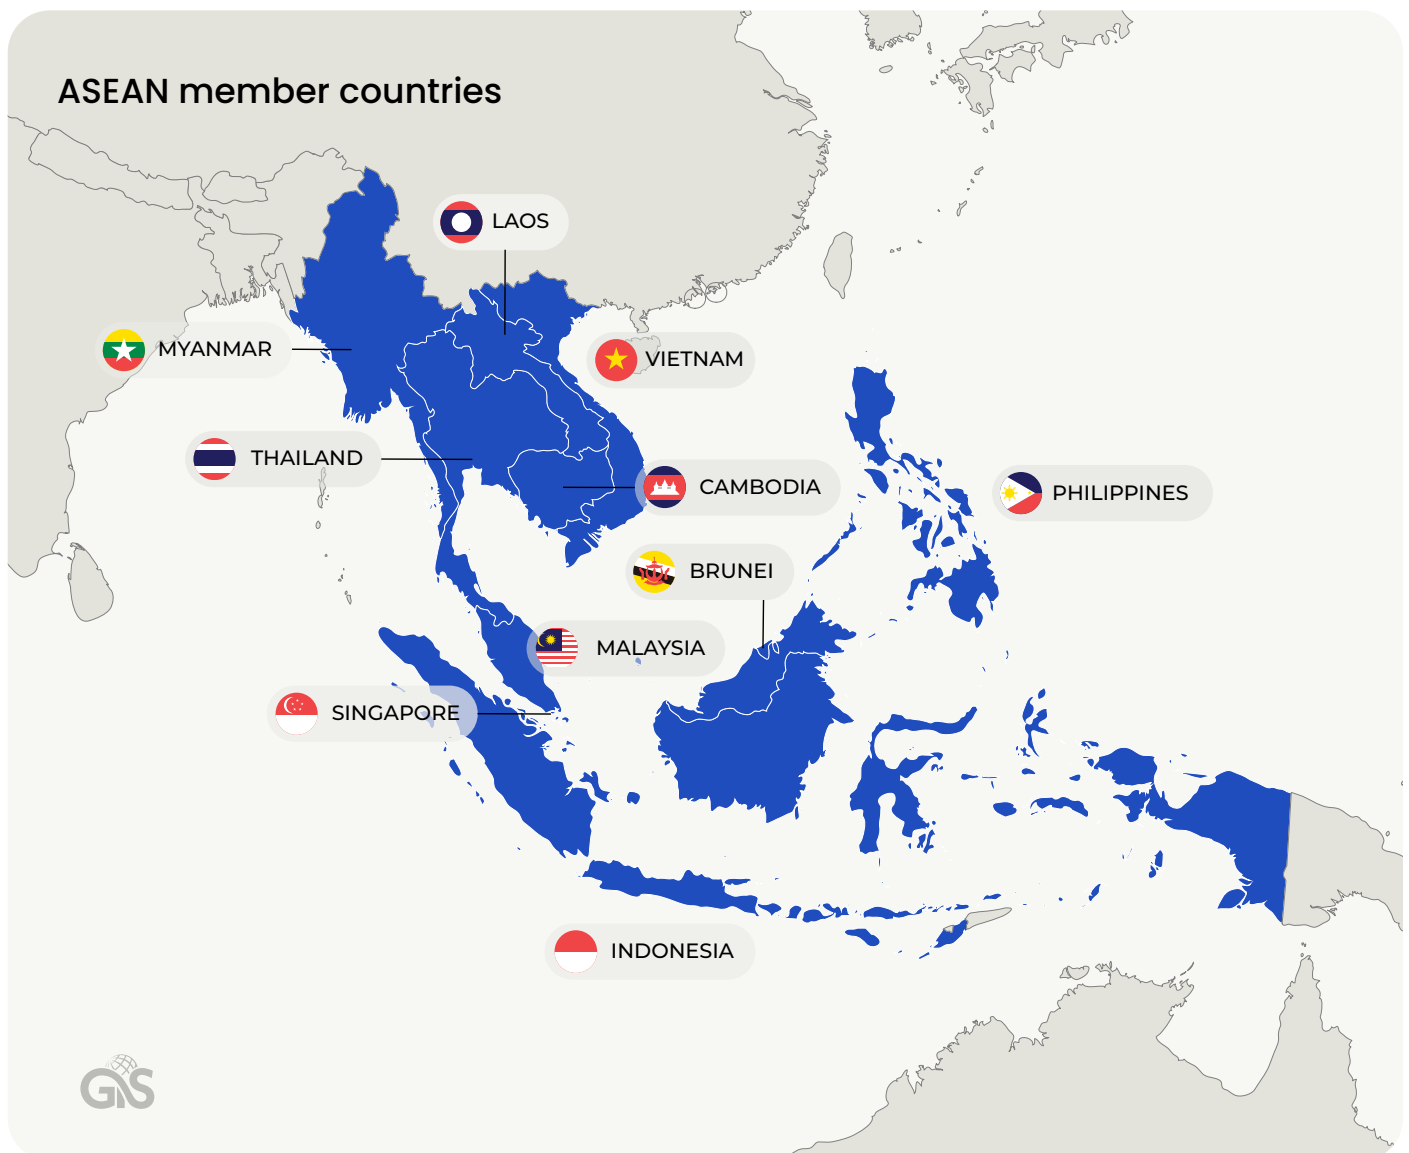 ASEAN member countries
LAOS
MYANMAR
VIETNAM
THAILAND
CAMBODIA
PHILIPPINES
BRUNEI
MALAYSIA
SINGAPORE
INDONESIA
GIS